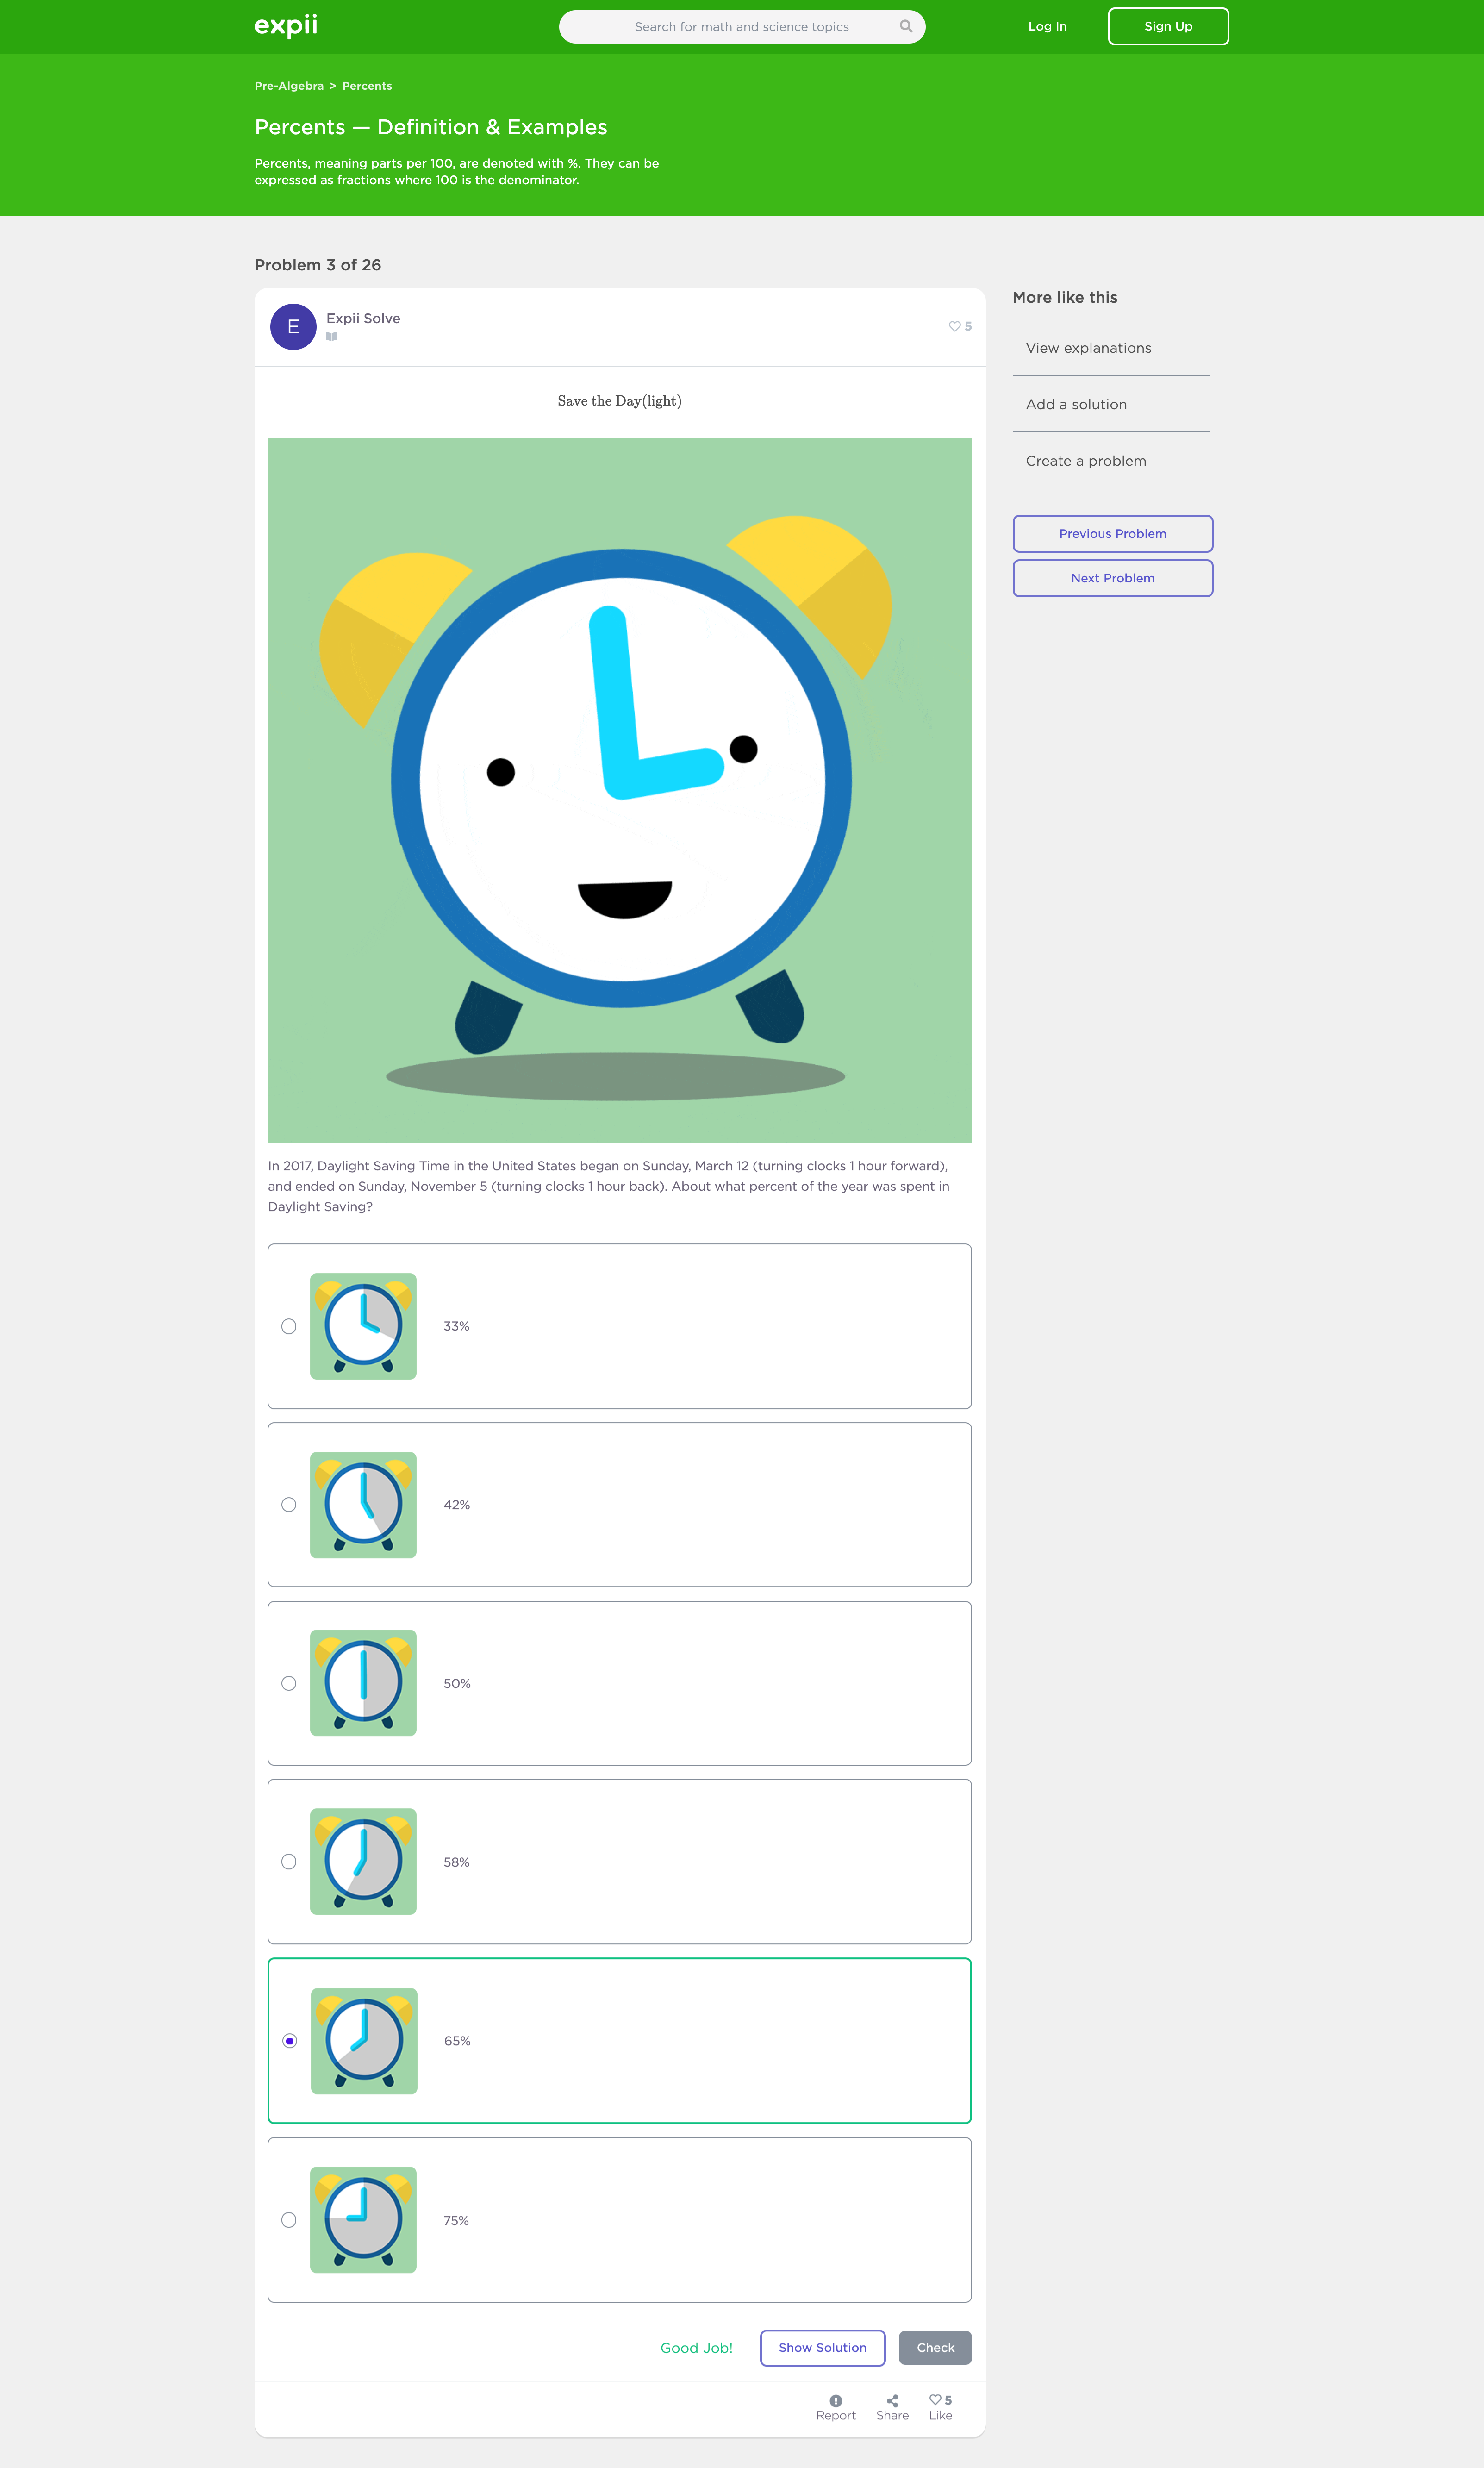 expii
Search for math and science topics
Log In
Sign Up
Pre-Algebra > Percents
Percents — Definition & Examples
Percents, meaning parts per 100, are denoted with %. They can be
expressed as fractions where 100 is the denominator.
Problem 3 of 26
E
Expii Solve
5
Save the Day(light)
In 2017, Daylight Saving Time in the United States began on Sunday, March 12 (turning clocks 1 hour forward),
and ended on Sunday, November 5 (turning clocks 1 hour back). About what percent of the year was spent in
Daylight Saving?
33%
42%
50%
58%
65%
75%
Good Job!
Show Solution
Check
Report
Share
5
Like
More like this
View explanations
Add a solution
Create a problem
Previous Problem
Next Problem